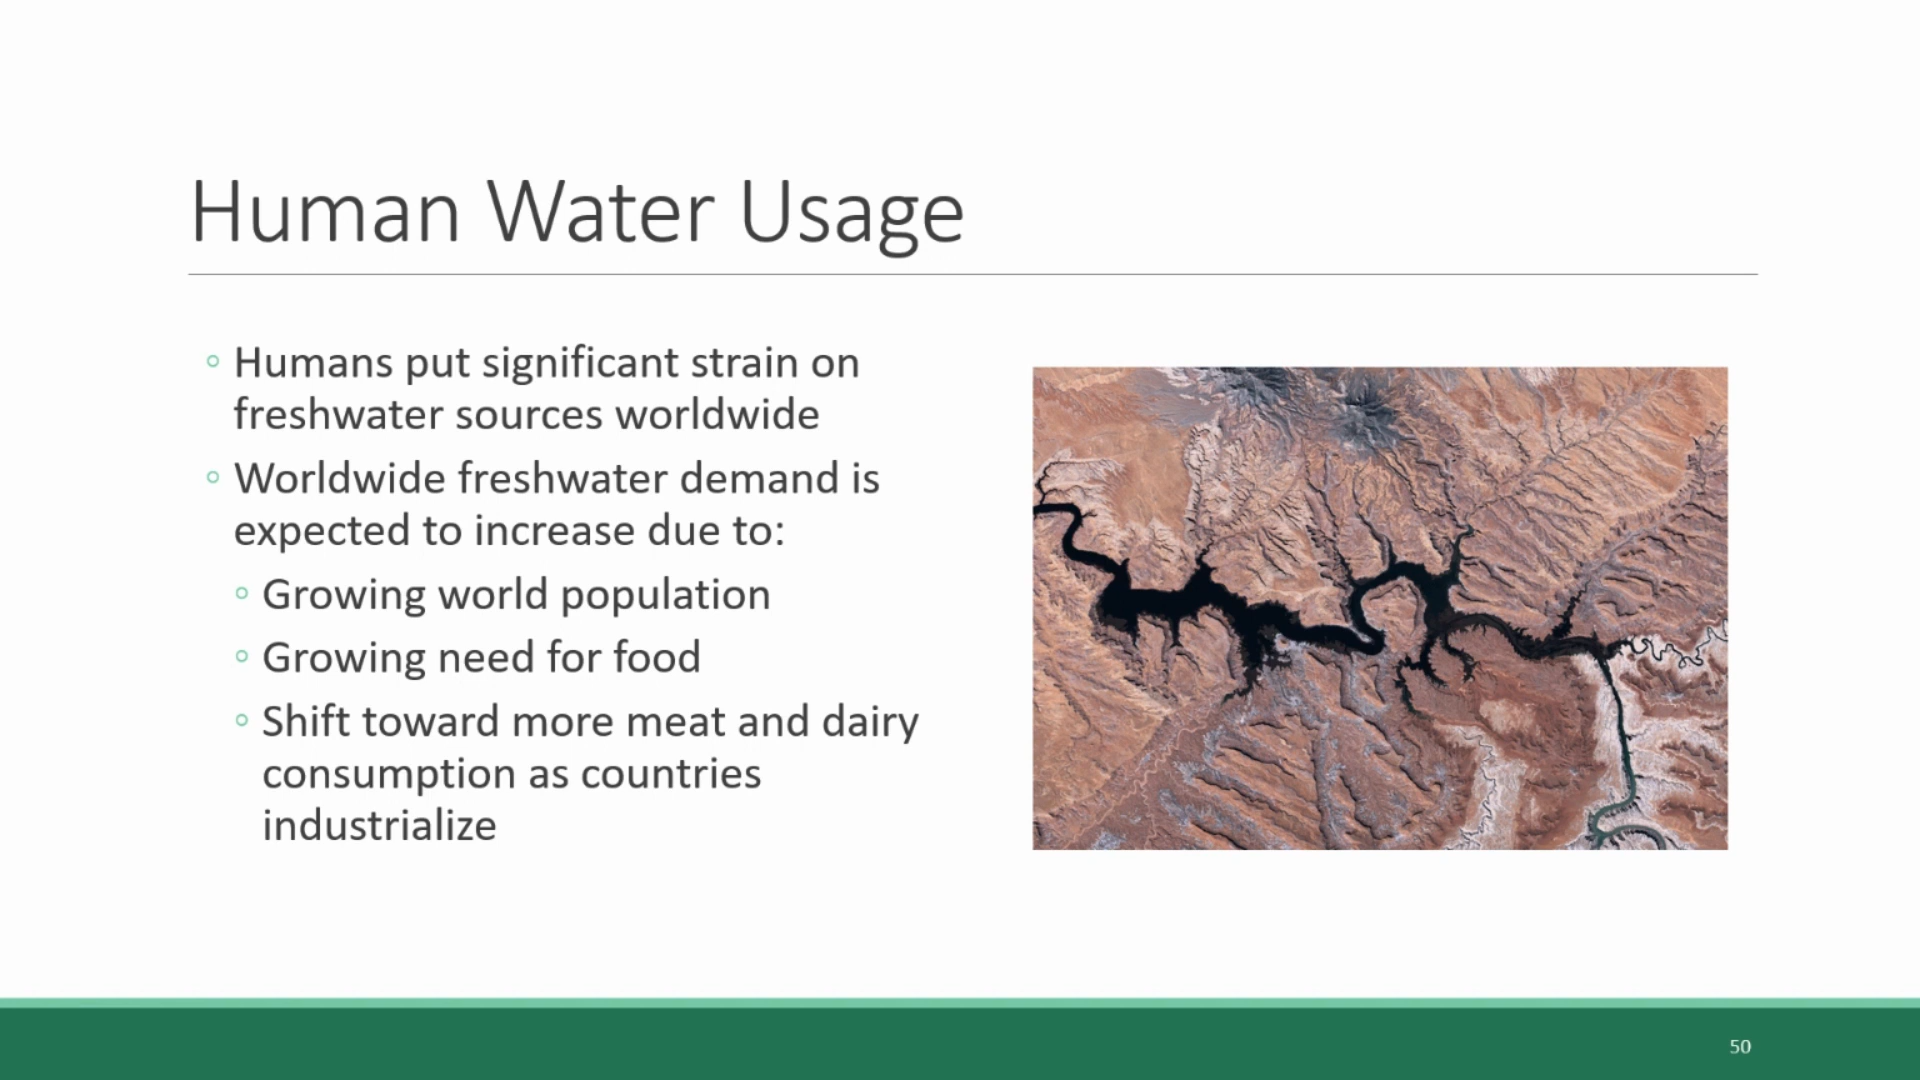 Human Water Usage
◦ Humans put significant strain on
freshwater sources worldwide
◦ Worldwide freshwater demand is
expected to increase due to:
◦ Growing world population
◦ Growing need for food
◦ Shift toward more meat and dairy
consumption as countries
industrialize
50